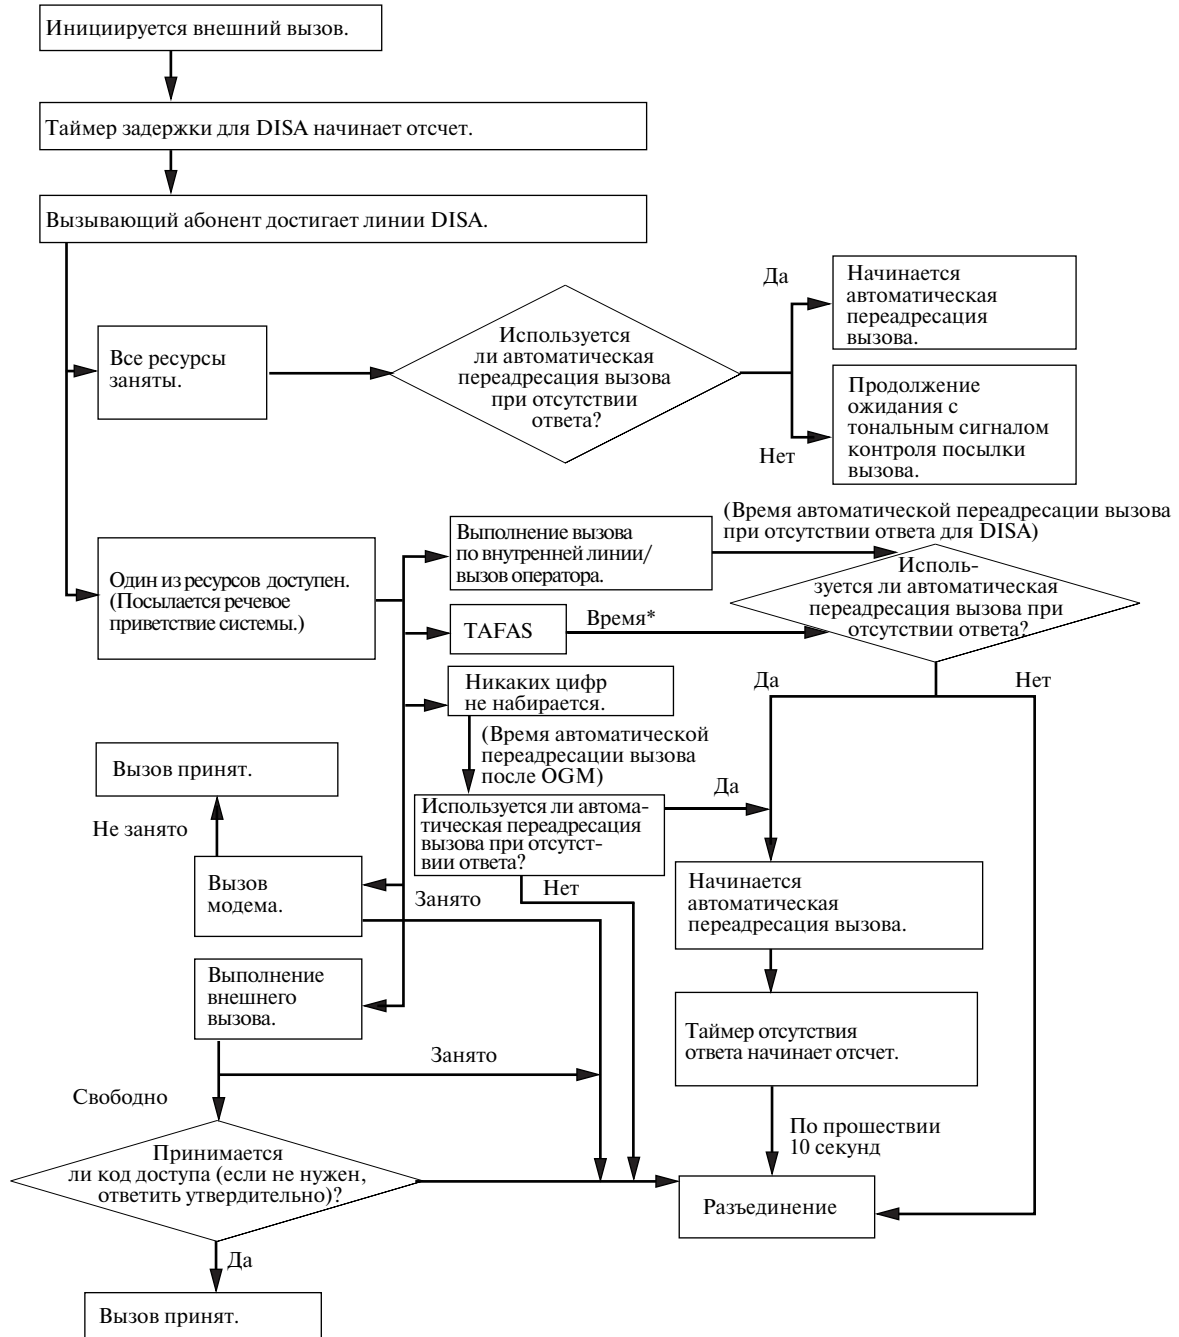 Инициируется внешний вызов.
Таймер задержки для DISA начинает отсчет.
Вызывающий абонент достигает линии DISA.
Все ресурсы
заняты.
Используется
ли автоматическая
переадресация вызова
при отсутствии
ответа?
Да
Начинается
автоматическая
переадресация
вызова.
Нет
Продолжение
ожидания с
тональным сигналом
контроля посылки
вызова.
Один из ресурсов доступен.
(Посылается речевое
приветствие системы.)
Выполнение вызова
по внутренней линии/
вызов оператора.
(Время автоматической переадресации вызова
при отсутствии ответа для DISA)
TAFAS
Время*
Исполь-
зуется ли автоматическая
переадресация вызова при
отсутствии ответа?
Да
Нет
Никаких цифр
не набирается.
(Время автоматической
переадресации вызова
после OGM)
Используется ли автома-
тическая переадресация
вызова при отсутст-
вии ответа?
Да
Нет
Вызов принят.
Не занято
Вызов
модема.
Занято
Начинается
автоматическая
переадресация вызова.
Выполнение
внешнего
вызова.
Занято
Таймер отсутствия
ответа начинает отсчет.
Свободно
По прошествии
10 секунд
Принимается
ли код доступа (если не нужен,
ответить утвердительно)?
Разъединение
Да
Вызов принят.